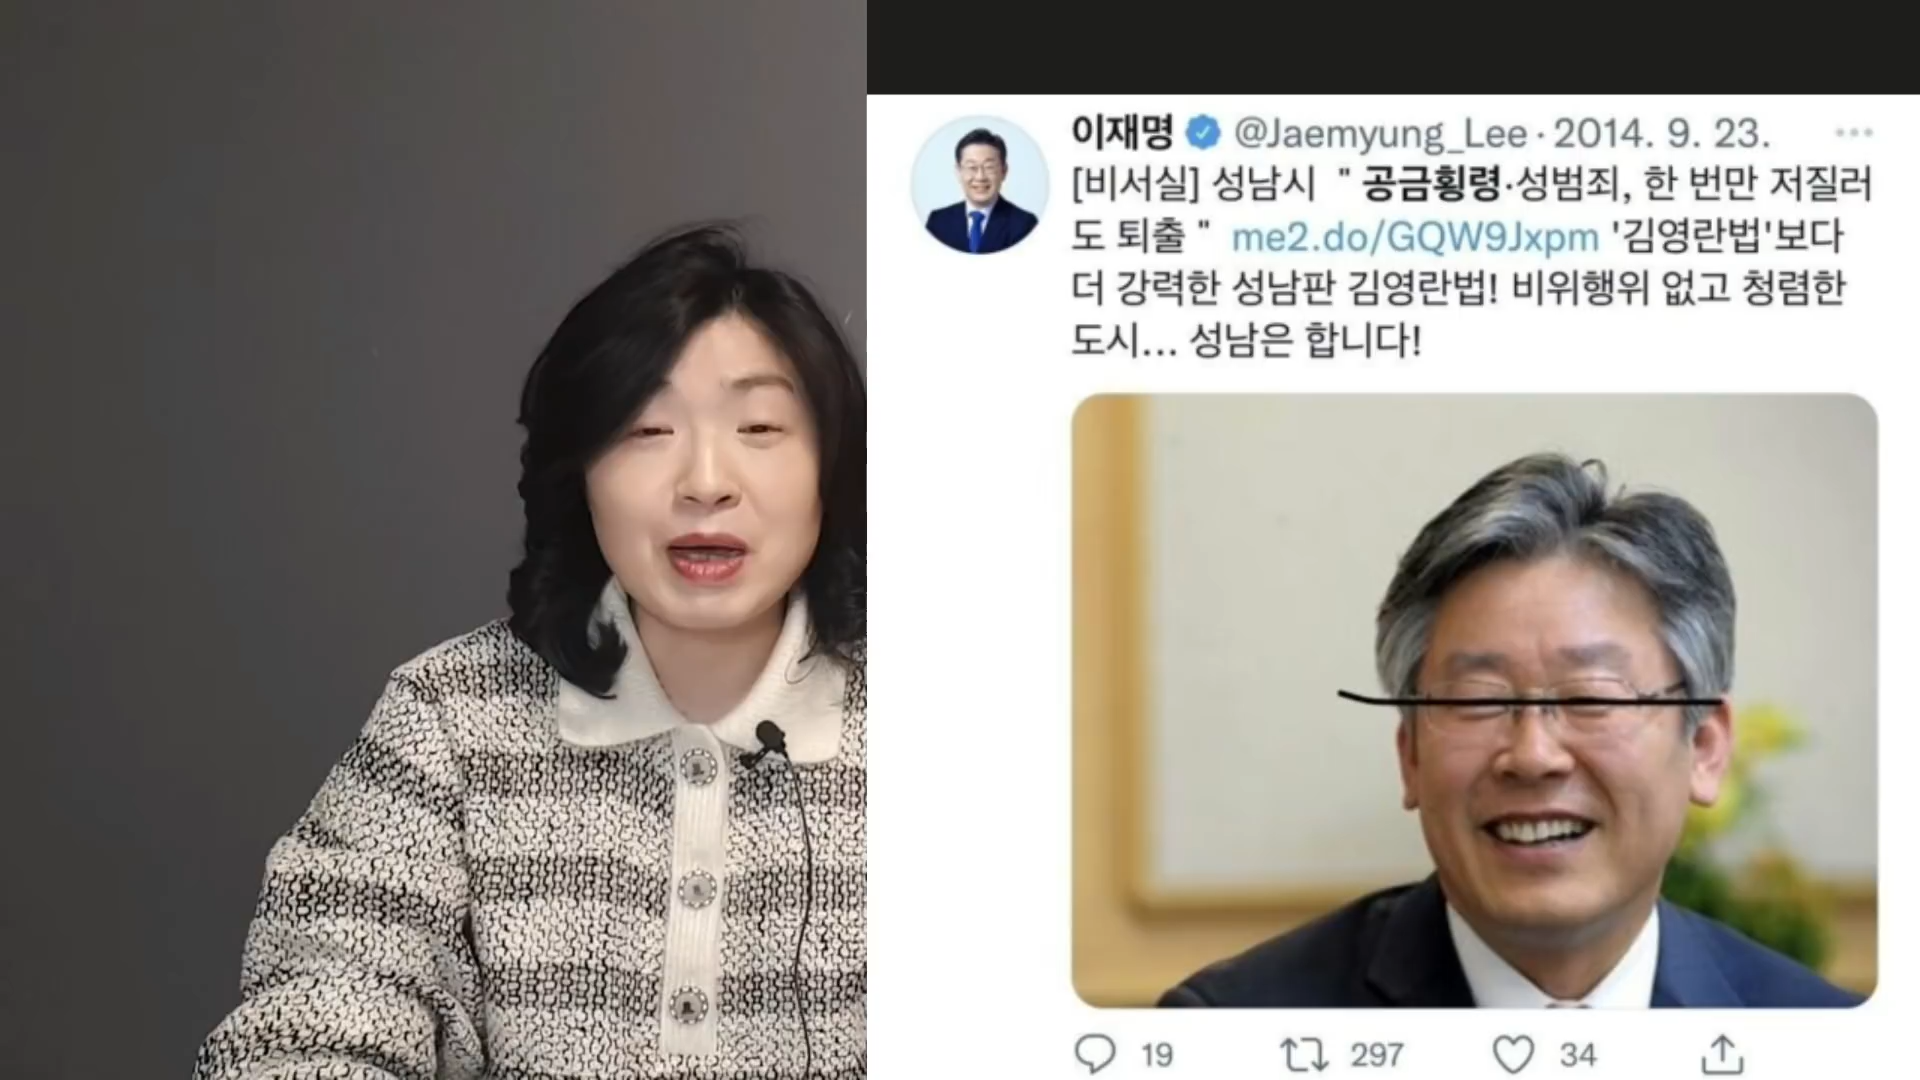 이재명 @Jaemyung_Lee · 2014. 9. 23.
[비서실] 성남시 " 공금횡령·성범죄, 한 번만 저질러
도 퇴출 " me2.do/GQW9Jxpm '김영란법'보다
더 강력한 성남판 김영란법! 비위행위 없고 청렴한
도시... 성남은 합니다!
19 297 34